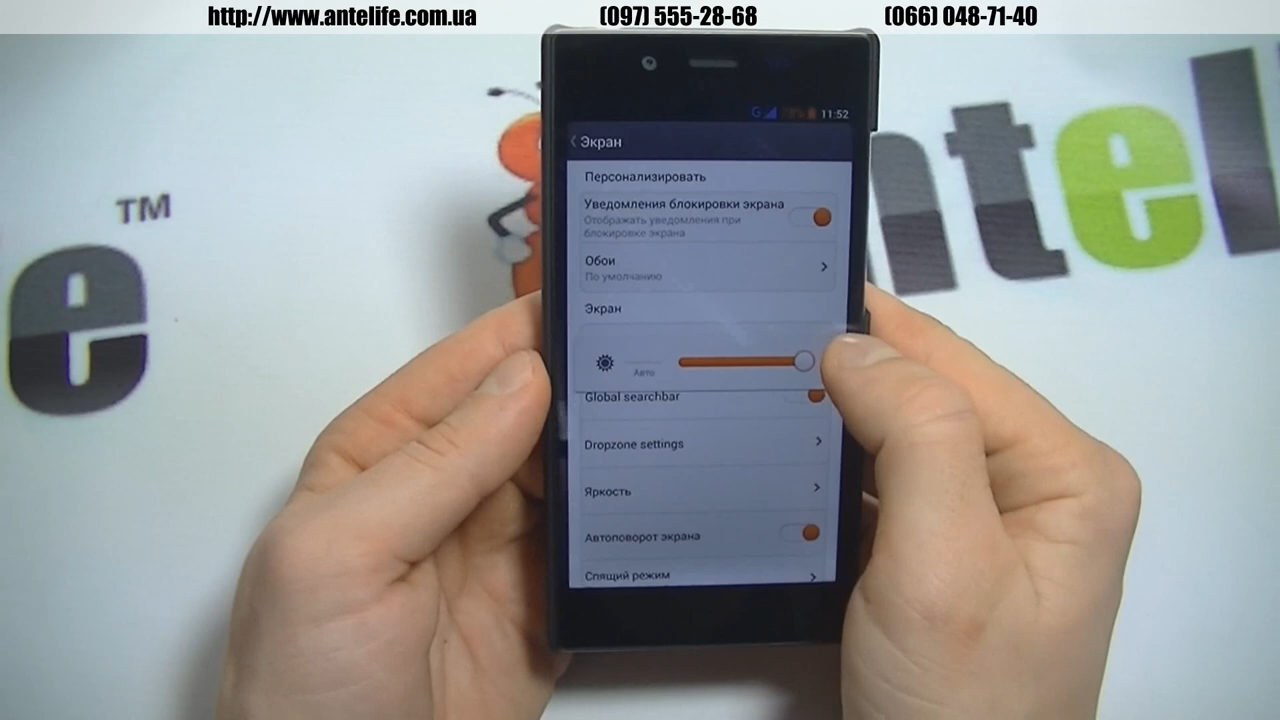 http://www.antelife.com.ua (097) 555-28-68 (066) 048-71-40
TM
e
antel
G 11:52
Экран
Персонализировать
Уведомления блокировки экрана
Отображать уведомления при
блокировке экрана
Обои
По умолчанию
Экран
Авто
Global searchbar
Dropzone settings
Яркость
Автоповорот экрана
Спящий режим